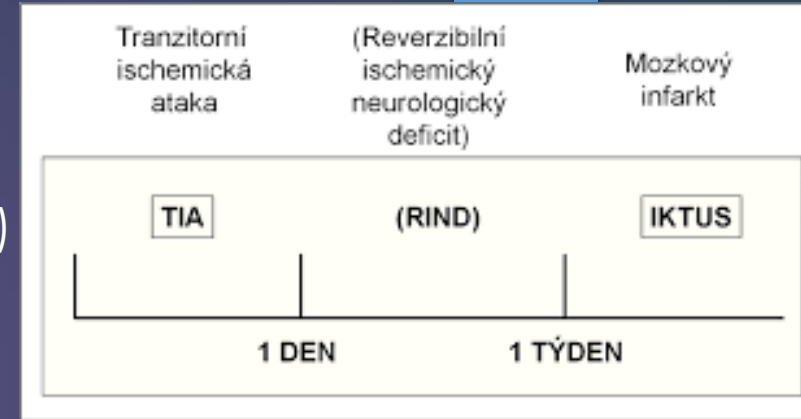 Tranzitorní
ischemická
ataka
(Reverzibilní
ischemický
neurologický
deficit)
Mozkový
infarkt
)
TIA
(RIND)
IKTUS
1 DEN
1 TÝDEN